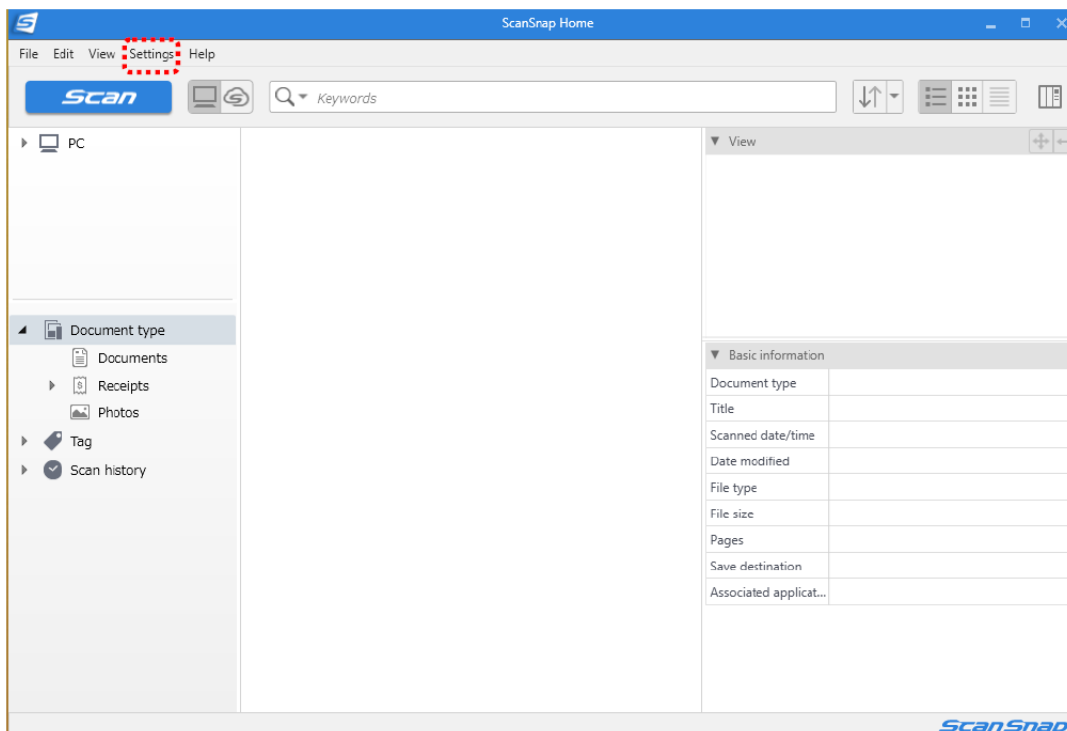 ScanSnap Home
File Edit View Settings Help
Scan
Keywords
PC
Document type
Documents
Receipts
Photos
Tag
Scan history
View
Basic information
Document type
Title
Scanned date/time
Date modified
File type
File size
Pages
Save destination
Associated applicat...
ScanSnap